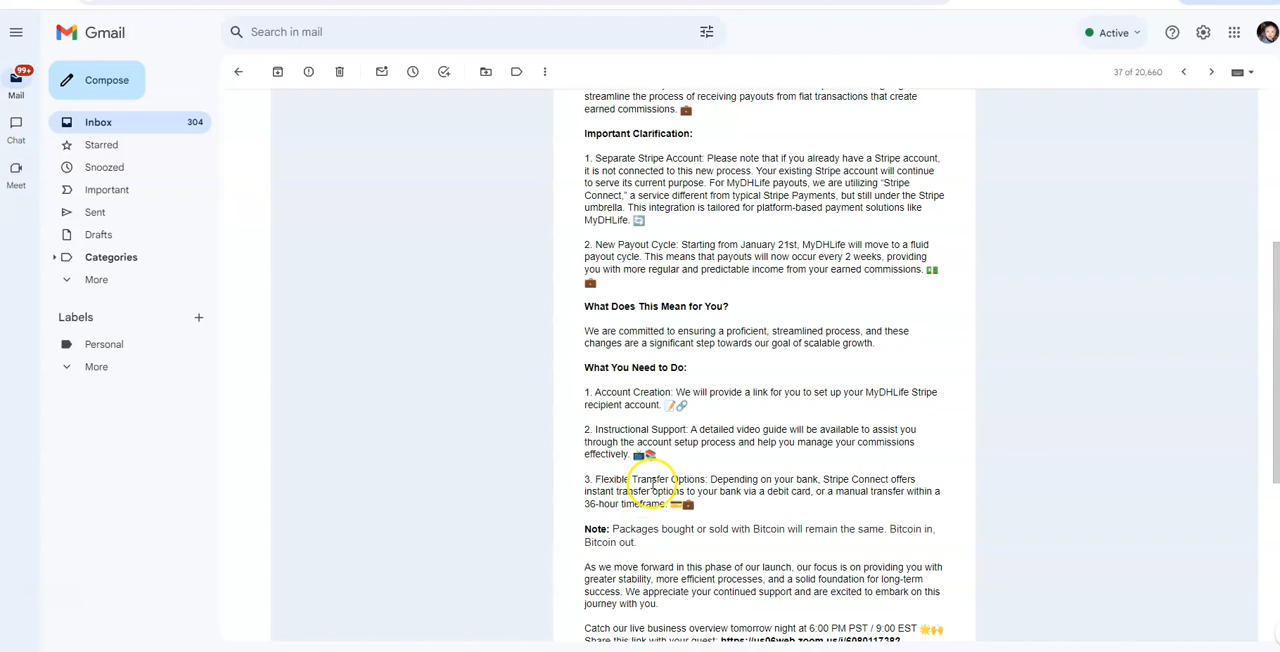 Gmail
Search in mail
Active
99+
Mail
Chat
Meet
Compose
Inbox 304
Starred
Snoozed
Important
Sent
Drafts
Categories
More
Labels
Personal
More
37 of 20,660
streamline the process of receiving payouts from fiat transactions that create
earned commissions. 💼
Important Clarification:
1. Separate Stripe Account: Please note that if you already have a Stripe account,
it is not connected to this new process. Your existing Stripe account will continue
to serve its current purpose. For MyDHLife payouts, we are utilizing “Stripe
Connect,” a service different from typical Stripe Payments, but still under the Stripe
umbrella. This integration is tailored for platform-based payment solutions like
MyDHLife. 🔄
2. New Payout Cycle: Starting from January 21st, MyDHLife will move to a fluid
payout cycle. This means that payouts will now occur every 2 weeks, providing
you with more regular and predictable income from your earned commissions. 💵
💼
What Does This Mean for You?
We are committed to ensuring a proficient, streamlined process, and these
changes are a significant step towards our goal of scalable growth.
What You Need to Do:
1. Account Creation: We will provide a link for you to set up your MyDHLife Stripe
recipient account. 📝🔗
2. Instructional Support: A detailed video guide will be available to assist you
through the account setup process and help you manage your commissions
effectively. 📺📚
3. Flexible Transfer Options: Depending on your bank, Stripe Connect offers
instant transfer options to your bank via a debit card, or a manual transfer within a
36-hour timeframe. 💳💼
Note: Packages bought or sold with Bitcoin will remain the same. Bitcoin in,
Bitcoin out.
As we move forward in this phase of our launch, our focus is on providing you with
greater stability, more efficient processes, and a solid foundation for long-term
success. We appreciate your continued support and are excited to embark on this
journey with you.
Catch our live business overview tomorrow night at 6:00 PM PST / 9:00 EST 🌟🙌
Share this link with your guest: https://us06web.zoom.us/j/6080117382